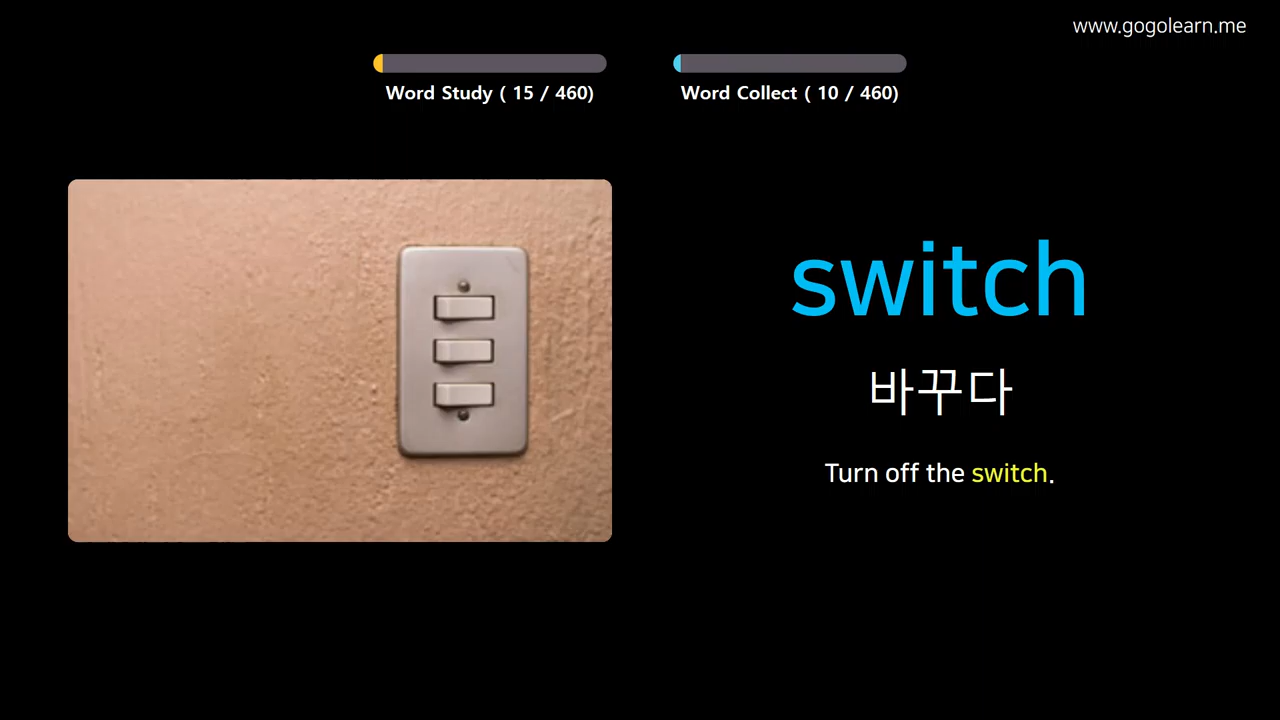 www.gogolearn.me
Word Study ( 15 / 460)
Word Collect ( 10 / 460)
switch
바꾸다
Turn off the switch.